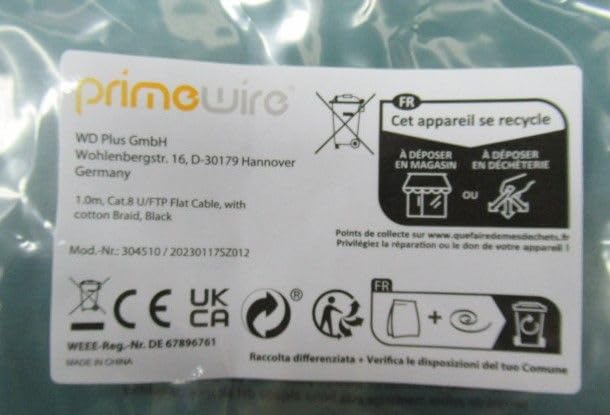 primewire®
WD Plus GmbH
Wohlenbergstr. 16, D-30179 Hannover
Germany
1.0m, Cat.8 U/FTP Flat Cable, with
cotton Braid, Black
Mod.-Nr.: 304510 / 20230117SZ012
FR
Cet appareil se recycle
À DÉPOSER
EN MAGASIN
OU
À DÉPOSER
EN DÉCHÈTERIE
Points de collecte sur www.quefairedemesdechets.fr
Privilégiez la réparation ou le don de votre appareil !
CE
UK
CA
®
FR
+
WEEE-Reg.-Nr. DE 67896761
MADE IN CHINA
Raccolta differenziata + Verifica le disposizioni del tuo Comune